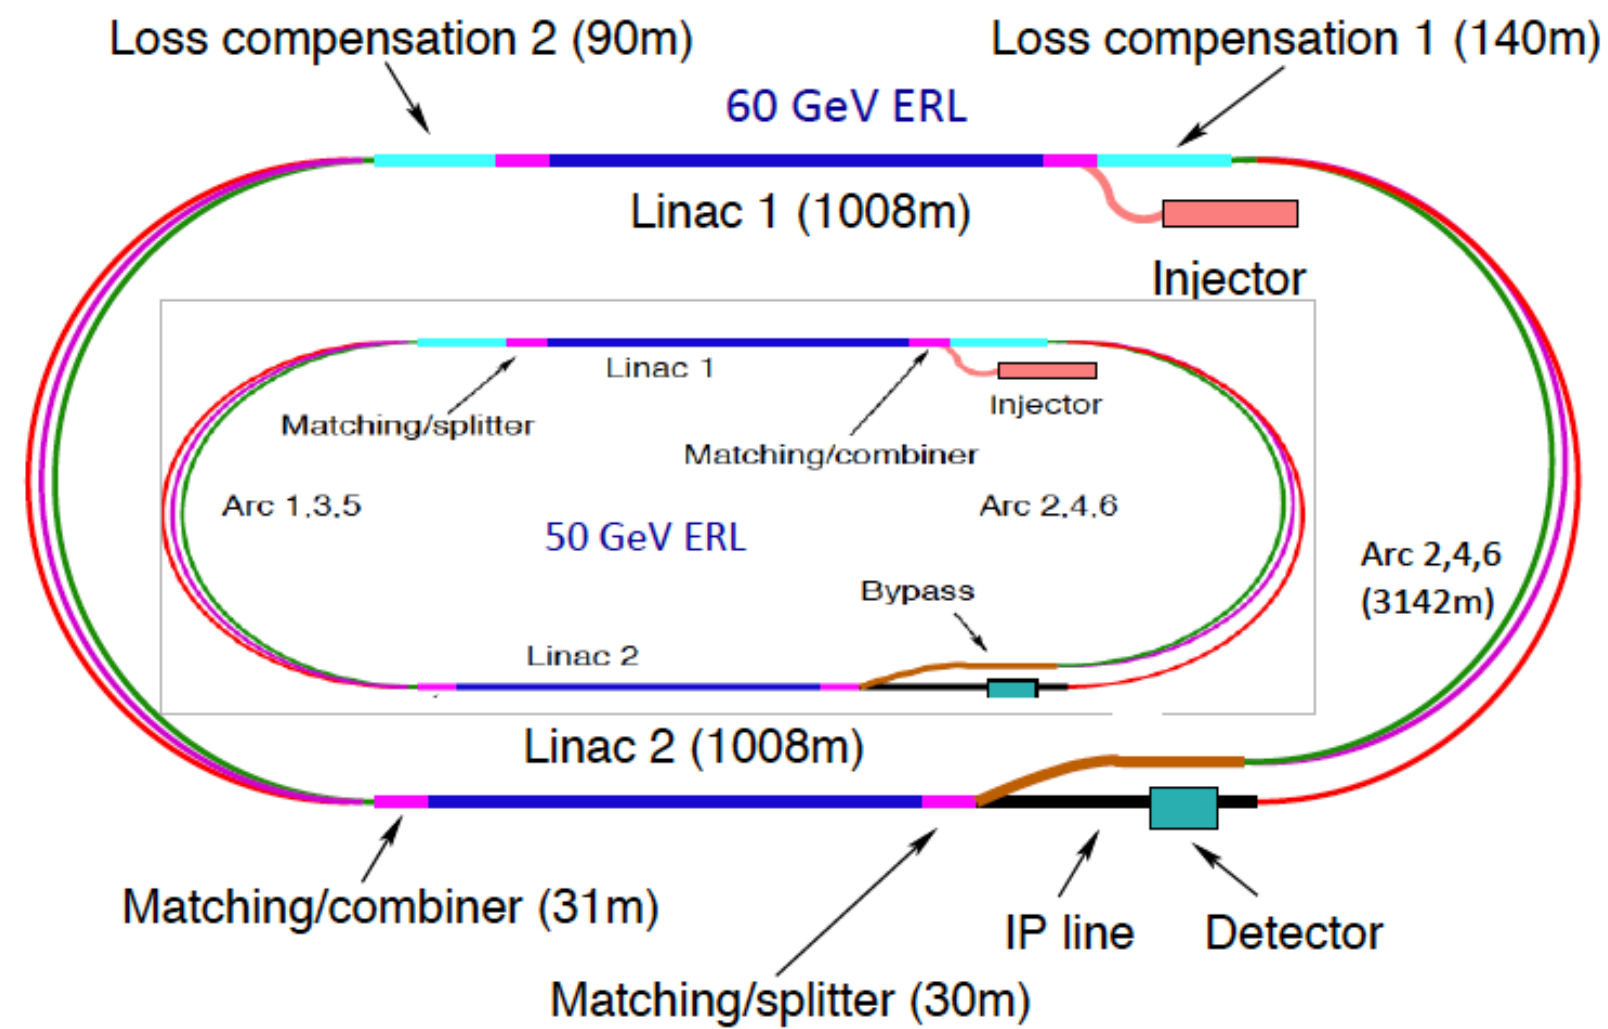 Loss compensation 2 (90m)
Loss compensation 1 (140m)
60 GeV ERL
Linac 1 (1008m)
Injector
Linac 1
Injector
Matching/splitter
Matching/combiner
Arc 1,3,5
Arc 2,4,6
50 GeV ERL
Arc 2,4,6
(3142m)
Bypass
Linac 2
Linac 2 (1008m)
Matching/combiner (31m)
IP line
Detector
Matching/splitter (30m)